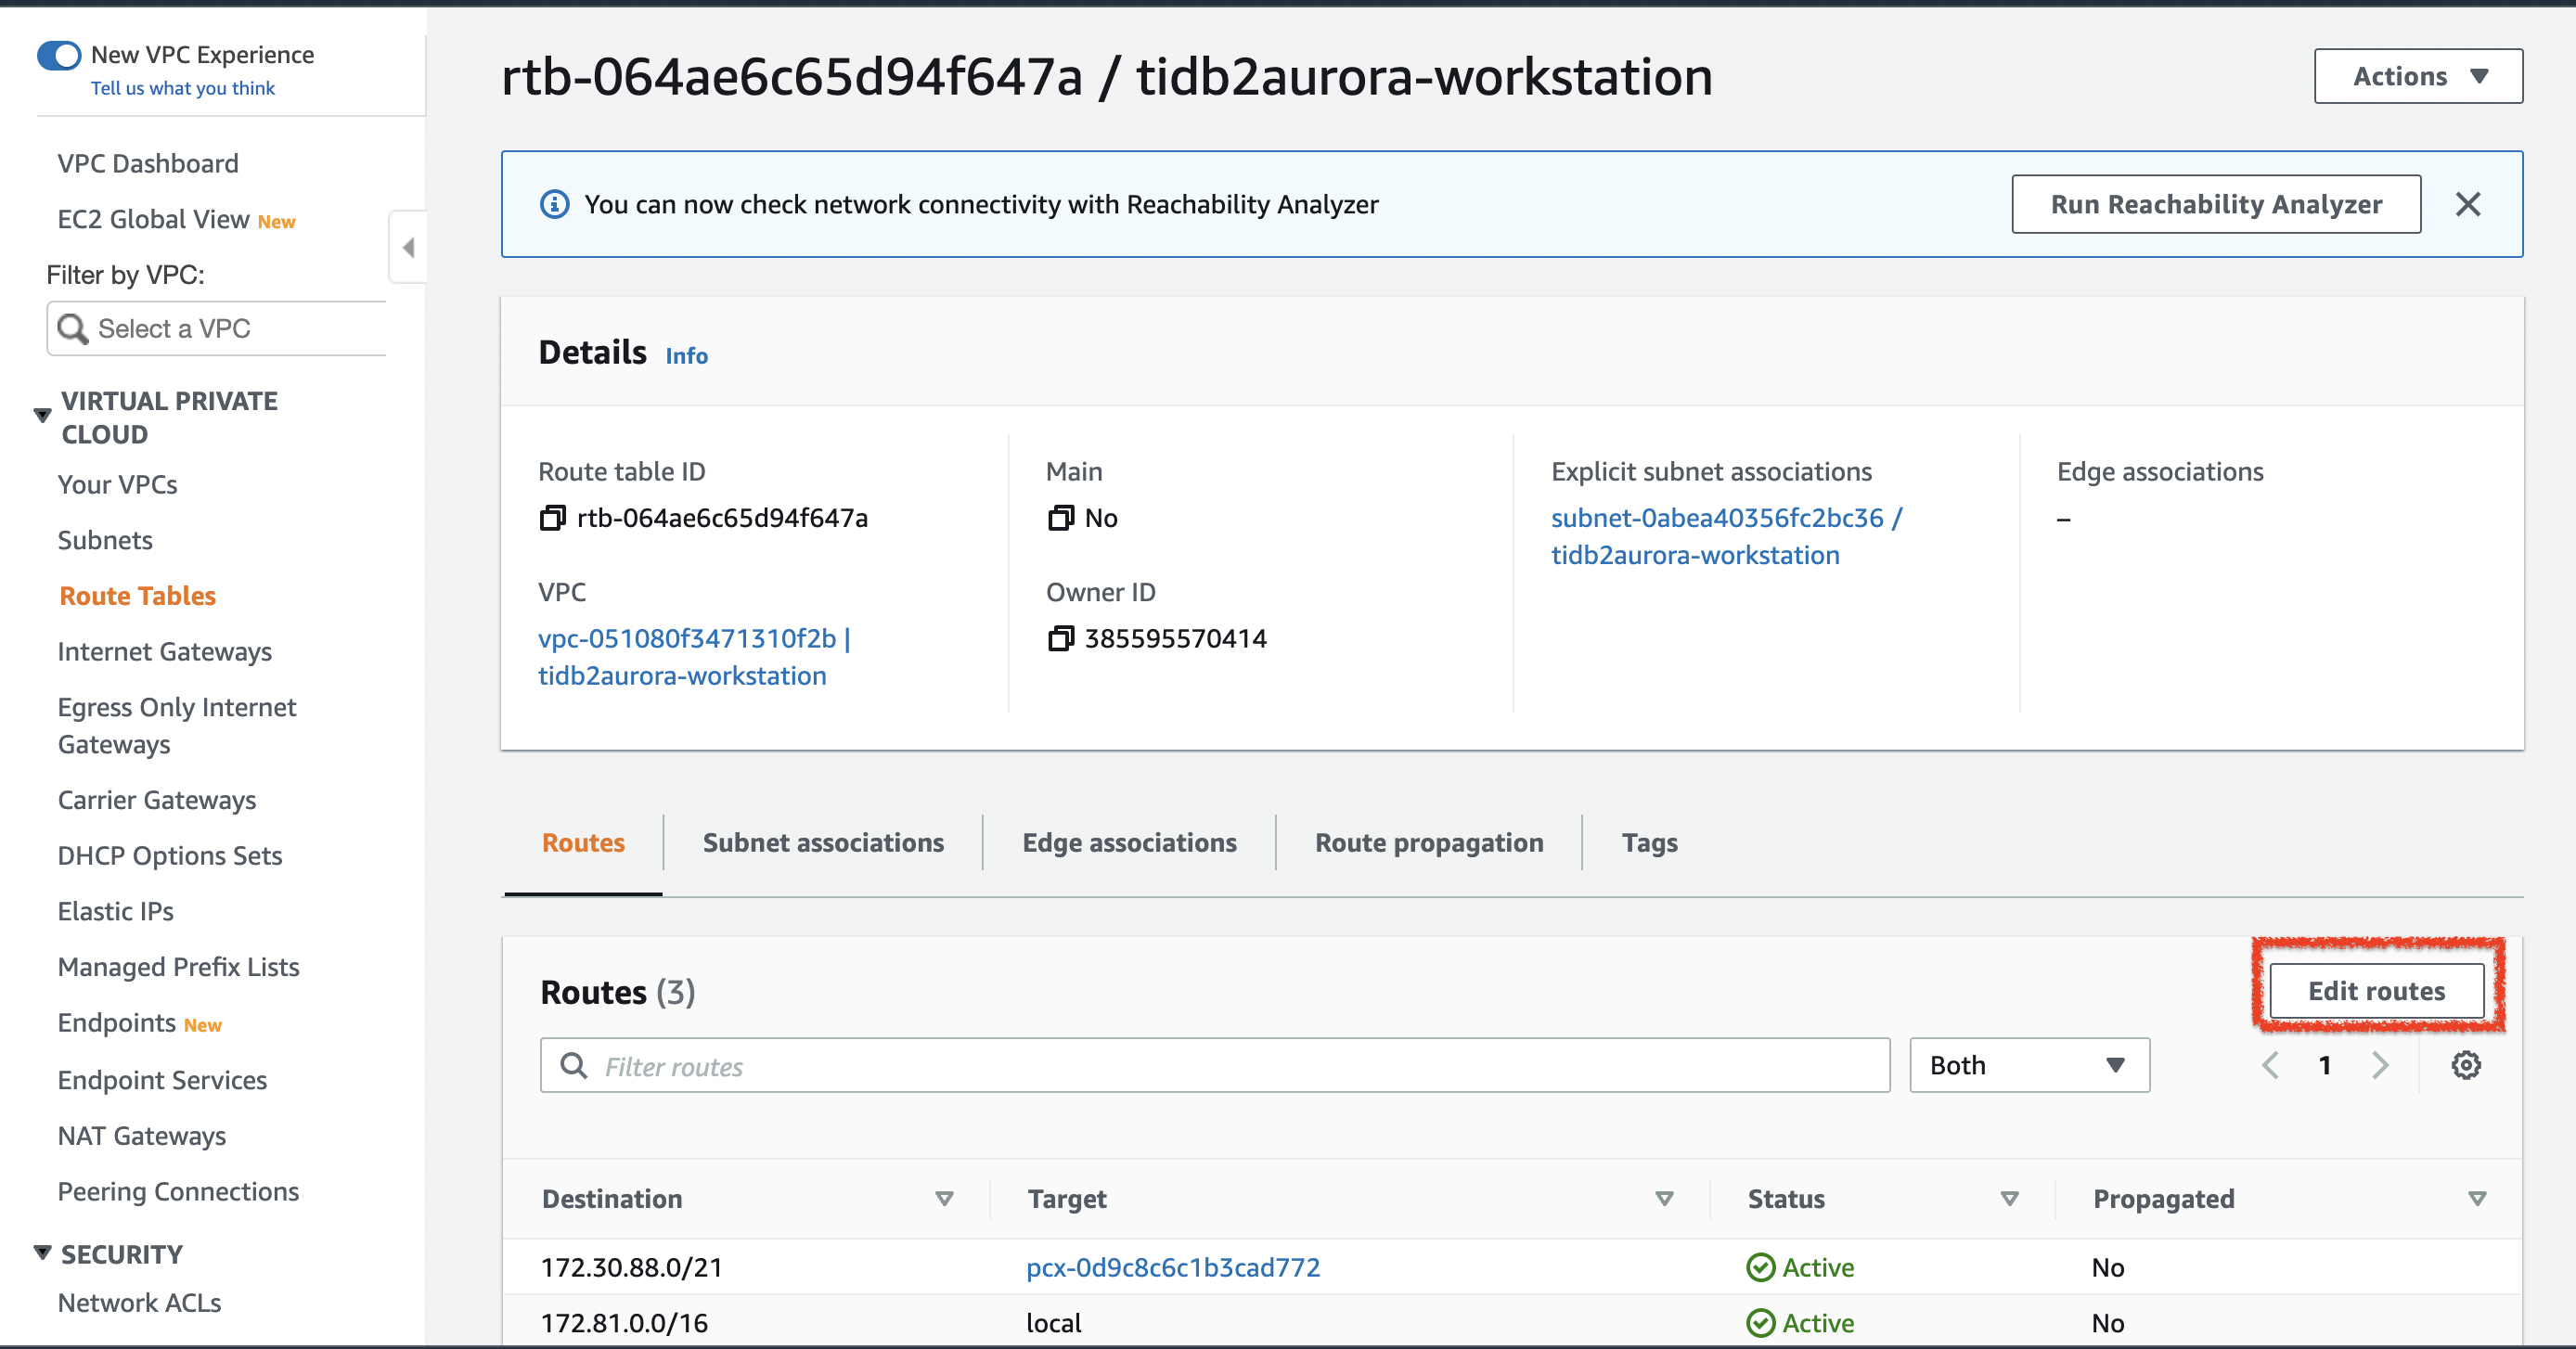 New VPC Experience
Tell us what you think
VPC Dashboard
EC2 Global View New
Filter by VPC:
Select a VPC
VIRTUAL PRIVATE
CLOUD
Your VPCs
Subnets
Route Tables
Internet Gateways
Egress Only Internet
Gateways
Carrier Gateways
DHCP Options Sets
Elastic IPs
Managed Prefix Lists
Endpoints New
Endpoint Services
NAT Gateways
Peering Connections
SECURITY
Network ACLs
rtb-064ae6c65d94f647a / tidb2aurora-workstation
Actions
You can now check network connectivity with Reachability Analyzer
Run Reachability Analyzer
Details Info
Route table ID
rtb-064ae6c65d94f647a
VPC
vpc-051080f3471310f2b |
tidb2aurora-workstation
Main
No
Owner ID
385595570414
Explicit subnet associations
subnet-0abea40356fc2bc36 /
tidb2aurora-workstation
Edge associations
–
Routes Subnet associations Edge associations Route propagation Tags
Routes (3)
Edit routes
Filter routes
Both
1
Destination Target Status Propagated
172.30.88.0/21 pcx-0d9c8c6c1b3cad772 Active No
172.81.0.0/16 local Active No